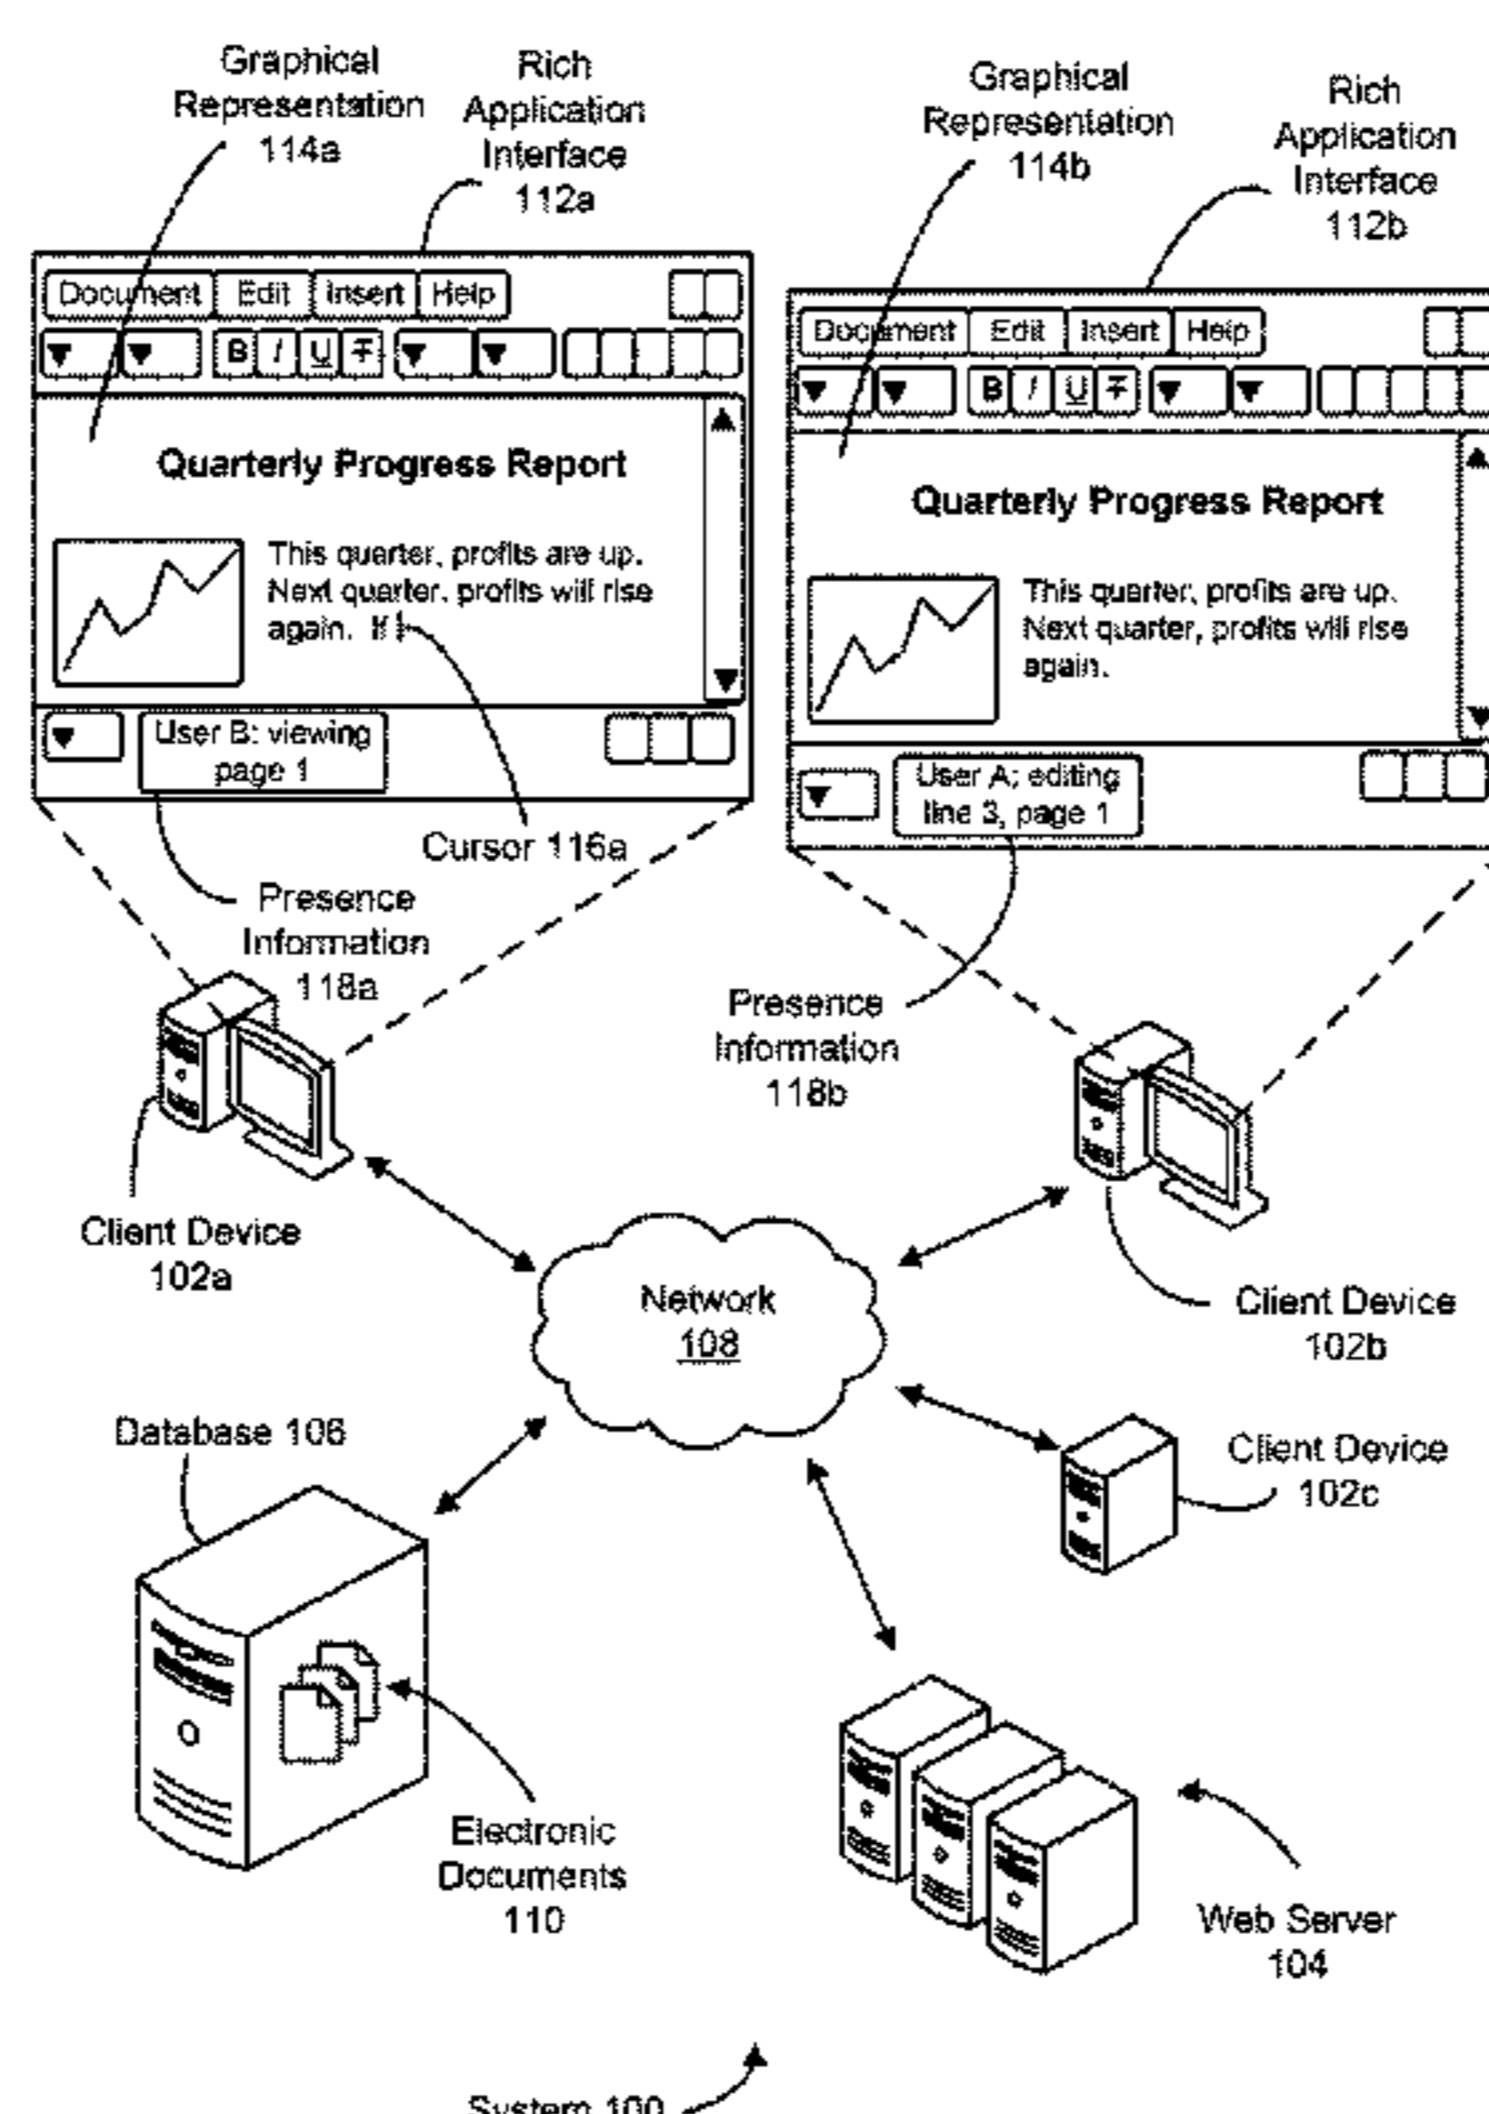 Graphical
Representation
114a
Rich
Application
Interface
112a
Graphical
Representation
114b
Rich
Application
Interface
112b
Document Edit Insert Help
B I U T
Quarterly Progress Report
This quarter, profits are up.
Next quarter, profits will rise
again. If
User B: viewing
page 1
Document Edit Insert Help
B I U T
Quarterly Progress Report
This quarter, profits are up.
Next quarter, profits will rise
again.
User A: editing
line 3, page 1
Cursor 116a
Presence
Information
118a
Presence
Information
118b
Client Device
102a
Network
108
Client Device
102b
Database 106
Client Device
102c
Electronic
Documents
110
Web Server
104
System 100